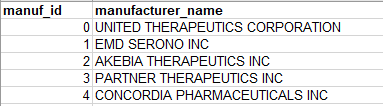 manuf_id manufacturer_name
0 UNITED THERAPEUTICS CORPORATION
1 EMD SERONO INC
2 AKEBIA THERAPEUTICS INC
3 PARTNER THERAPEUTICS INC
4 CONCORDIA PHARMACEUTICALS INC